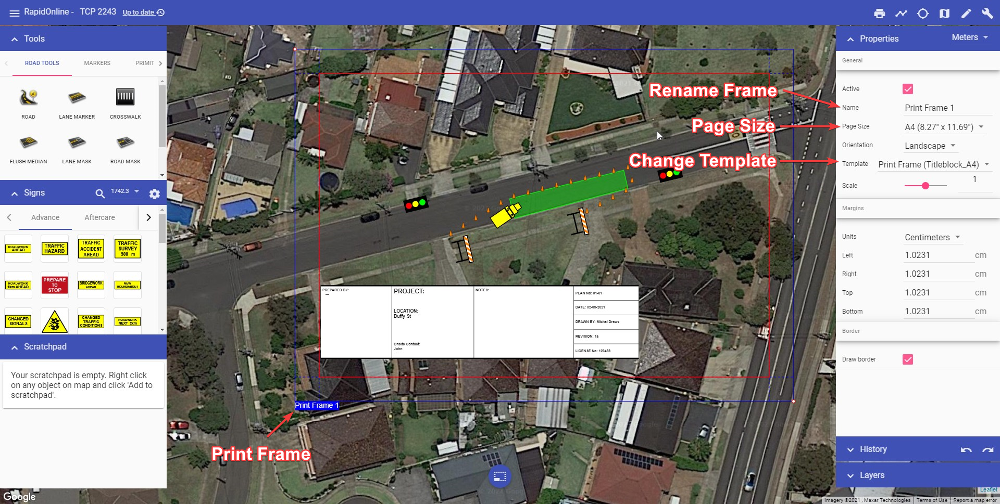 RapidOnline - TCP 2243 Up to date
Tools
ROAD TOOLS MARKERS PRIMIT
ROAD LANE MARKER CROSSWALK
FLUSH MEDIAN LANE MASK ROAD MASK
Signs 1742.3
Advance Aftercare
ROADWORK
AHEAD
TRAFFIC
HAZARD
TRAFFIC
ACCIDENT
AHEAD
TRAFFIC
SURVEY
500 m
ROADWORK
1km AHEAD
PREPARE
TO
STOP
BRIDGEWORK
AHEAD
NEW
ROUNDABOUT
CHANGED
SIGNALS
CHANGED
TRAFFIC
CONDITIONS
ROADWORK
NEXT 2km
Scratchpad
Your scratchpad is empty. Right click
on any object on map and click 'Add to
scratchpad'.
Google
Rename Frame
Page Size
Change Template
PREPARED BY:
PROJECT:
LOCATION:
Duffy St
Onsite Contact:
John
NOTES:
PLAN No: 01-01
DATE: 02-03-2021
DRAWN BY: Michal Draws
REVISION: 1a
LICENSE No: 123456
Print Frame 1
Print Frame
Properties Meters
General
Active
Name Print Frame 1
Page Size A4 (8.27" x 11.69")
Orientation Landscape
Template Print Frame (Titleblock_A4)
Scale 1
Margins
Units Centimeters
Left 1.0231 cm
Right 1.0231 cm
Top 1.0231 cm
Bottom 1.0231 cm
Border
Draw border
History
Layers
Leaflet
Imagery ©2021 , Maxar Technologies Terms of Use Report a map error